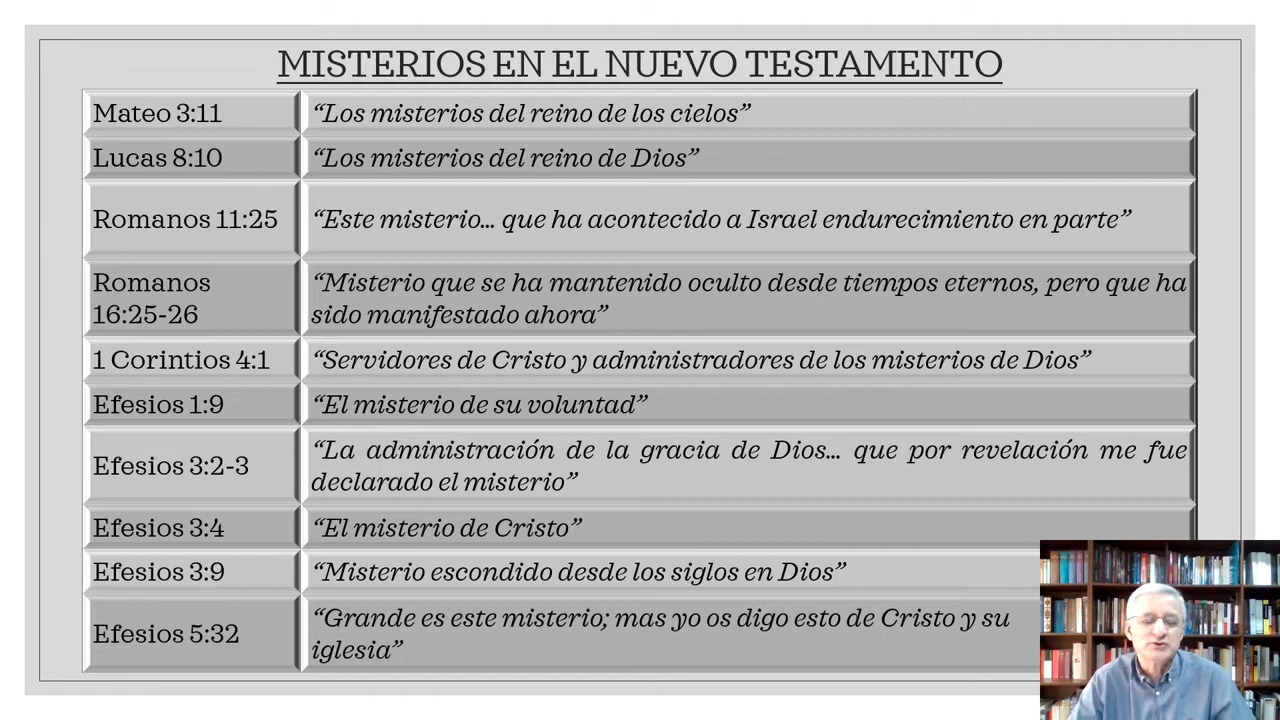 MISTERIOS EN EL NUEVO TESTAMENTO
Mateo 3:11
“Los misterios del reino de los cielos”
Lucas 8:10
“Los misterios del reino de Dios”
Romanos 11:25
“Este misterio... que ha acontecido a Israel endurecimiento en parte”
Romanos
16:25-26
“Misterio que se ha mantenido oculto desde tiempos eternos, pero que ha
sido manifestado ahora”
1 Corintios 4:1
“Servidores de Cristo y administradores de los misterios de Dios”
Efesios 1:9
“El misterio de su voluntad”
Efesios 3:2-3
“La administración de la gracia de Dios... que por revelación me fue
declarado el misterio”
Efesios 3:4
“El misterio de Cristo”
Efesios 3:9
“Misterio escondido desde los siglos en Dios”
Efesios 5:32
“Grande es este misterio; mas yo os digo esto de Cristo y su
iglesia”